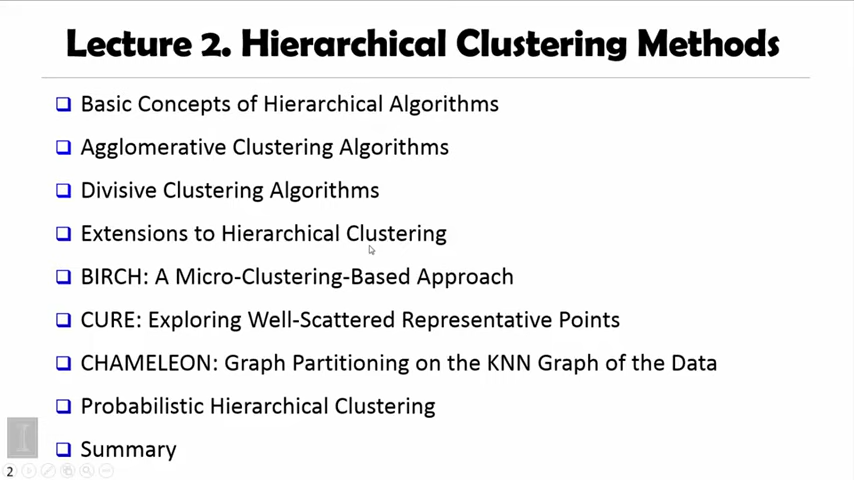 Lecture 2. Hierarchical Clustering Methods
Basic Concepts of Hierarchical Algorithms
Agglomerative Clustering Algorithms
Divisive Clustering Algorithms
Extensions to Hierarchical Clustering
BIRCH: A Micro-Clustering-Based Approach
CURE: Exploring Well-Scattered Representative Points
CHAMELEON: Graph Partitioning on the KNN Graph of the Data
Probabilistic Hierarchical Clustering
Summary
I
2